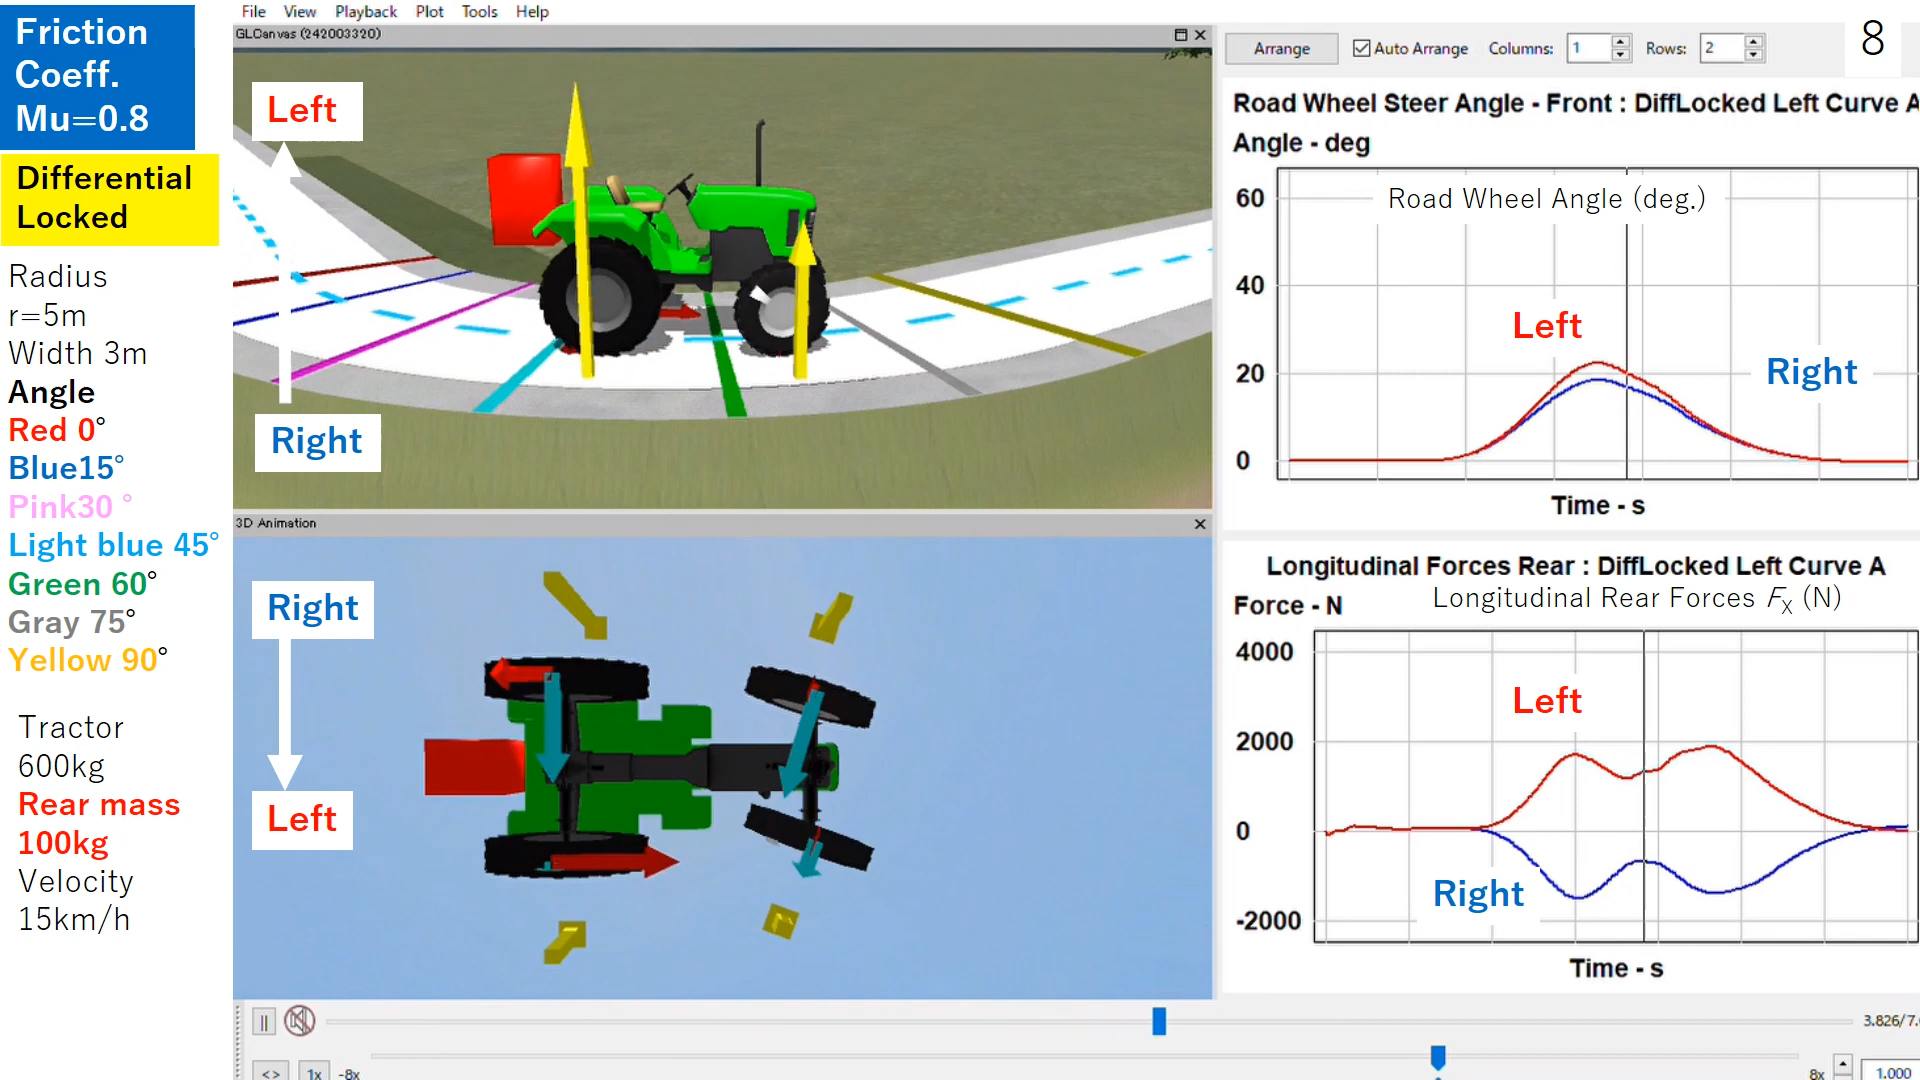 Friction
Coeff.
Mu=0.8
Differential
Locked
Radius
r=5m
Width 3m
Angle
Red 0°
Blue15°
Pink30 °
Light blue 45°
Green 60°
Gray 75°
Yellow 90°
Tractor
600kg
Rear mass
100kg
Velocity
15km/h
File View Playback Plot Tools Help
GLCanvas (242003320)
Left
Right
3D Animation
Right
Left
Arrange Auto Arrange Columns: 1 Rows: 2
8
Road Wheel Steer Angle - Front : DiffLocked Left Curve A
Angle - deg
Road Wheel Angle (deg.)
60
40
20
0
Left
Right
Time - s
Longitudinal Forces Rear : DiffLocked Left Curve A
Force - N
Longitudinal Rear Forces Fx (N)
4000
2000
0
-2000
Left
Right
Time - s
3.826/7.
<> 1x -8x 8x 1.000